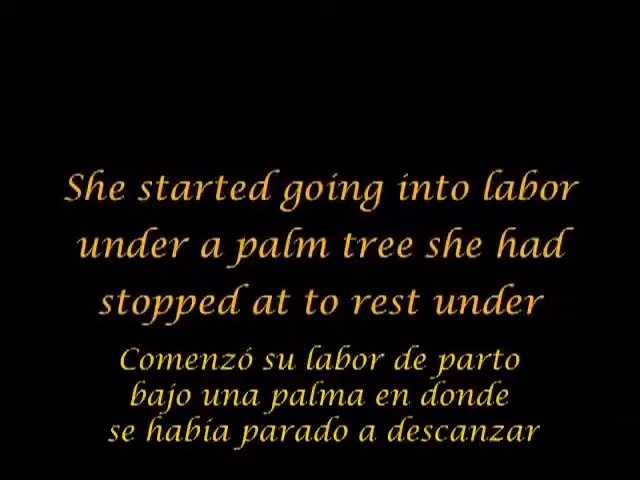 She started going into labor
under a palm tree she had
stopped at to rest under
Comenzó su labor de parto
bajo una palma en donde
se había parado a descanzar